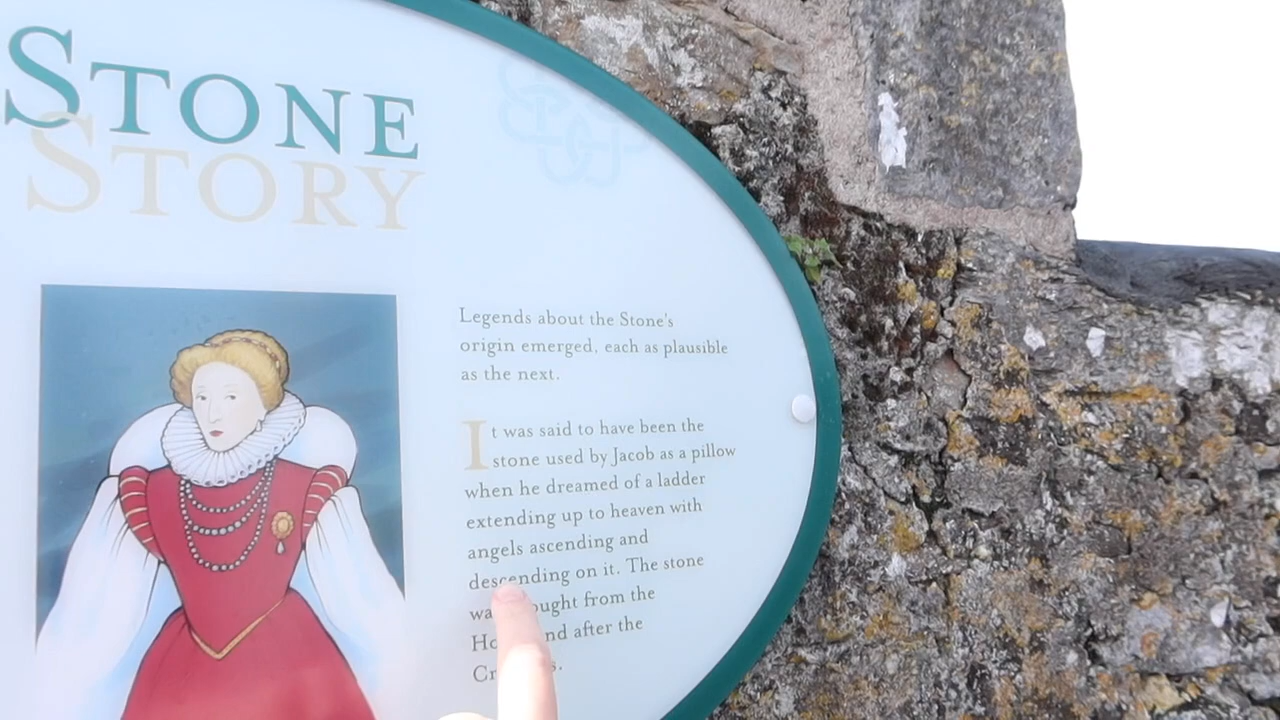 STONE
STORY
Legends about the Stone's
origin emerged, each as plausible
as the next.
It was said to have been the
stone used by Jacob as a pillow
when he dreamed of a ladder
extending up to heaven with
angels ascending and
descending on it. The stone
from the
after the